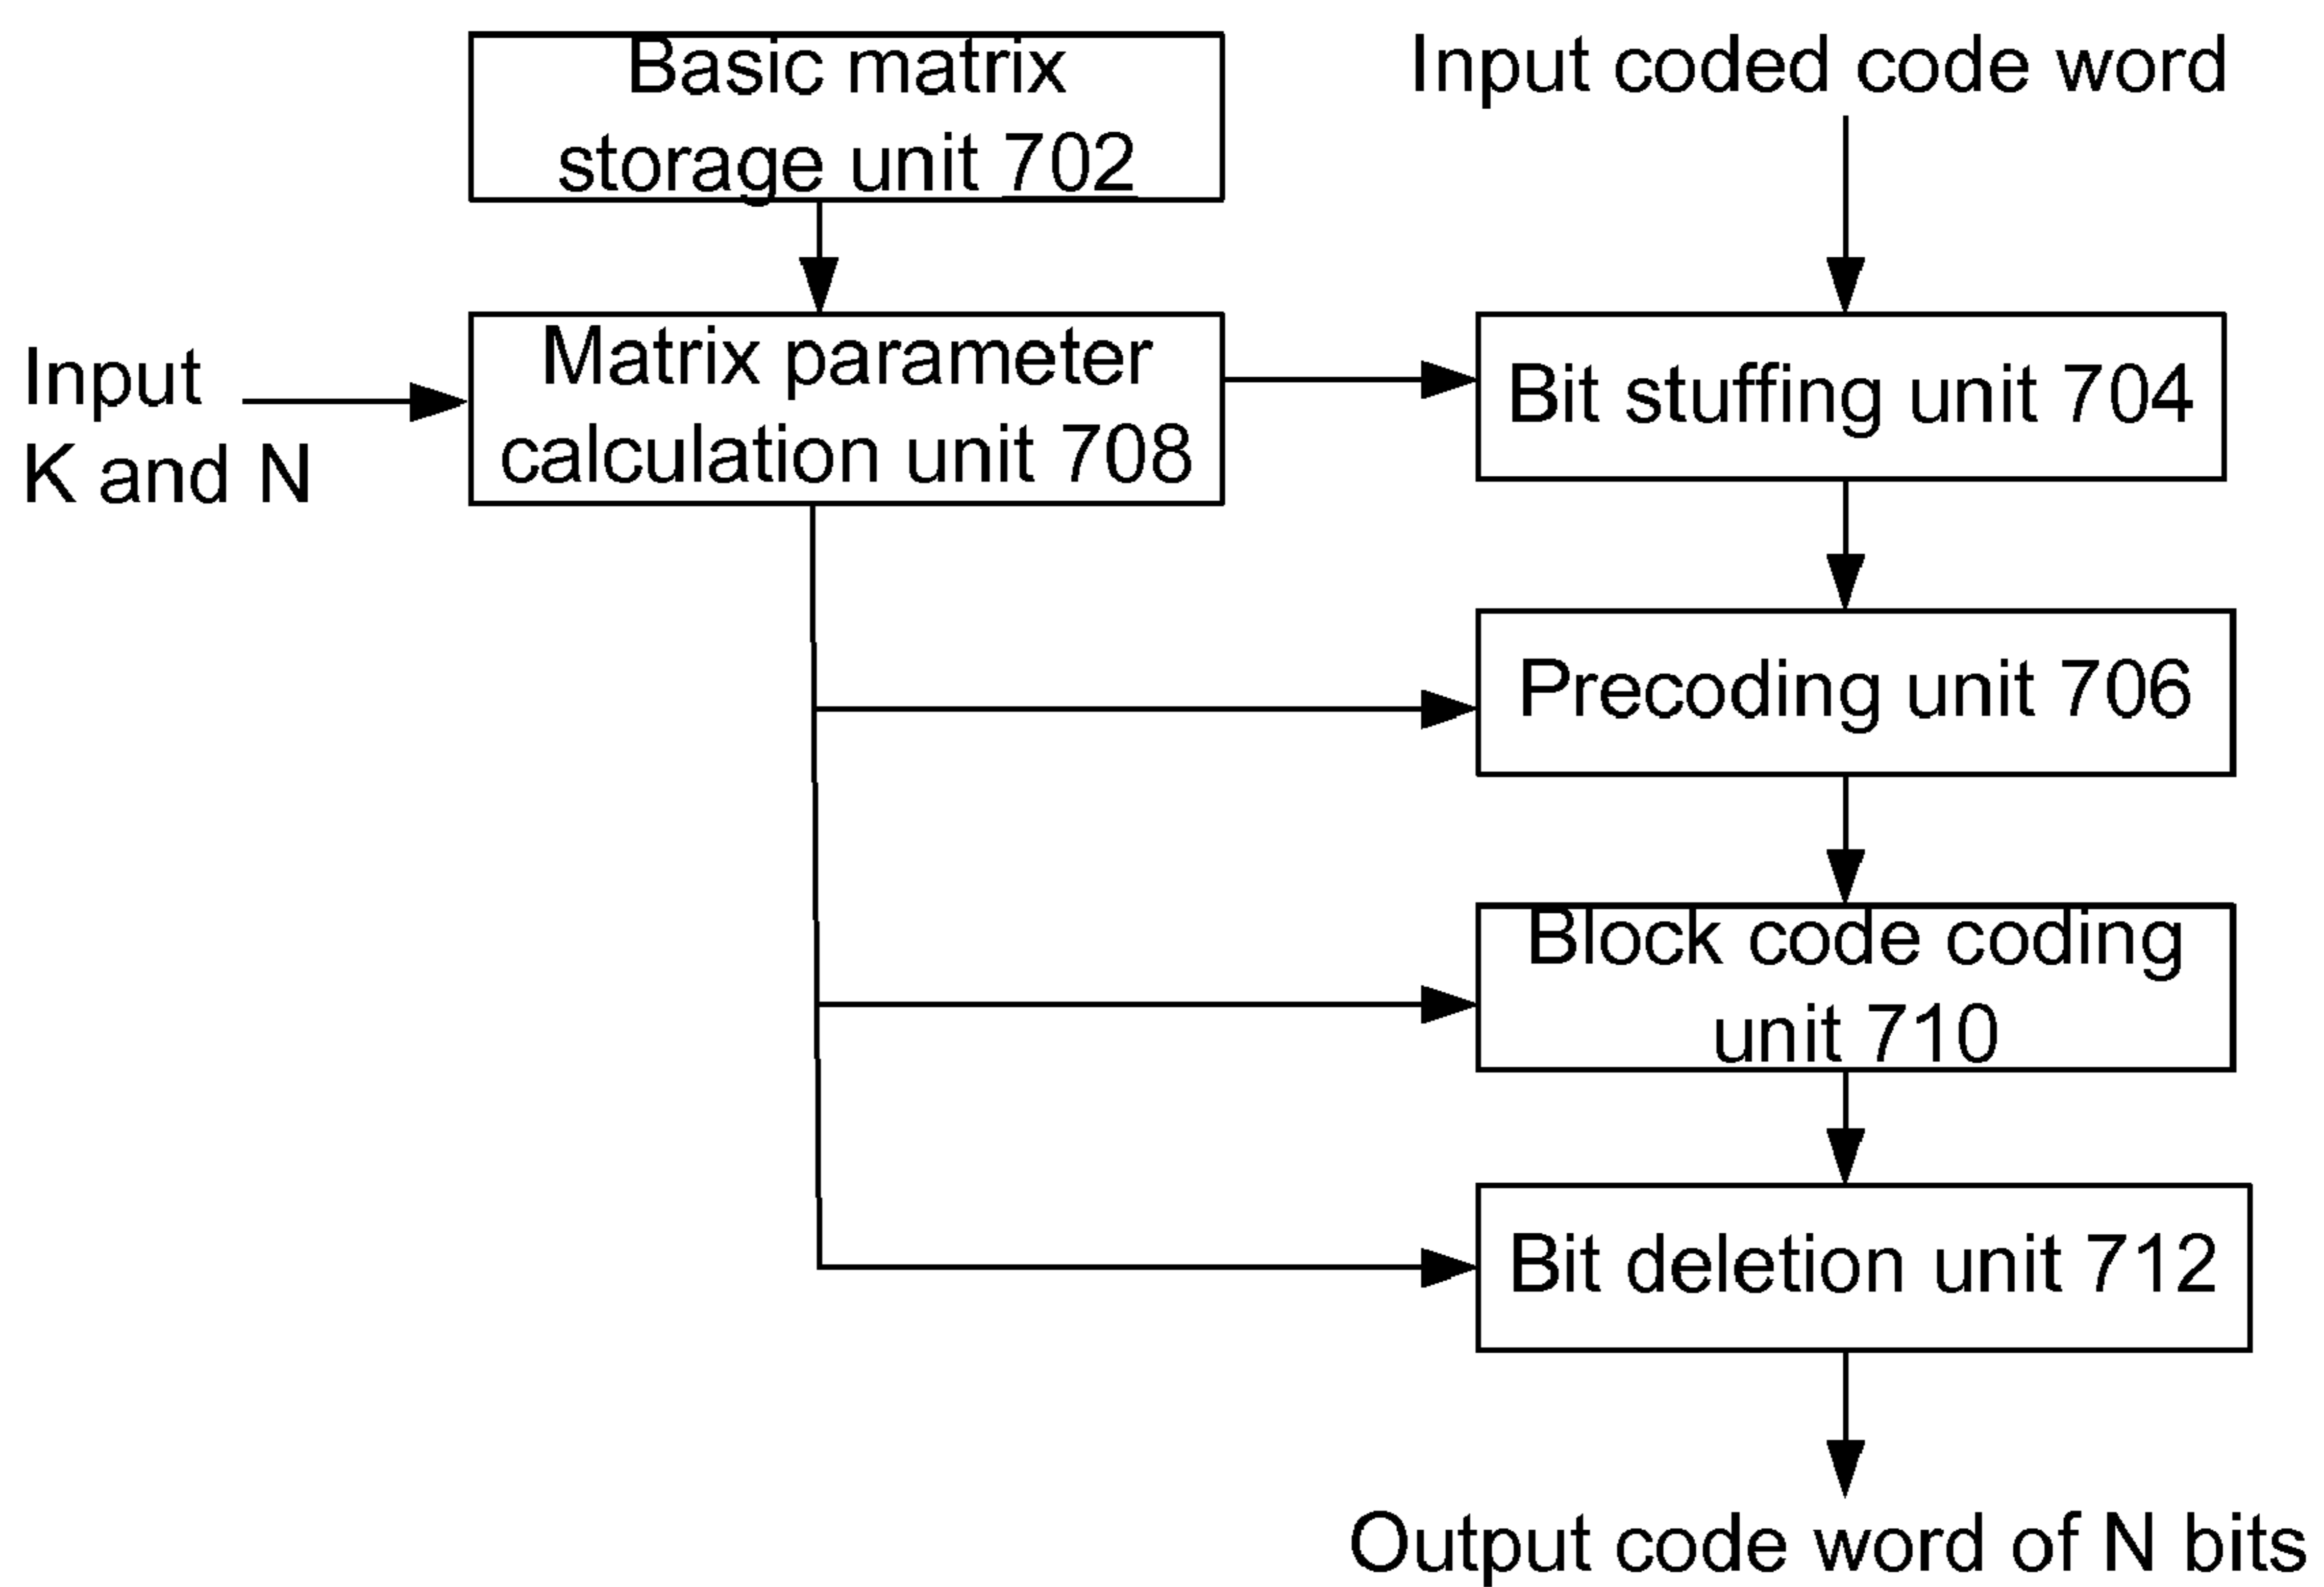 Basic matrix
storage unit 702
Input coded code word
Input
K and N
Matrix parameter
calculation unit 708
Bit stuffing unit 704
Precoding unit 706
Block code coding
unit 710
Bit deletion unit 712
Output code word of N bits